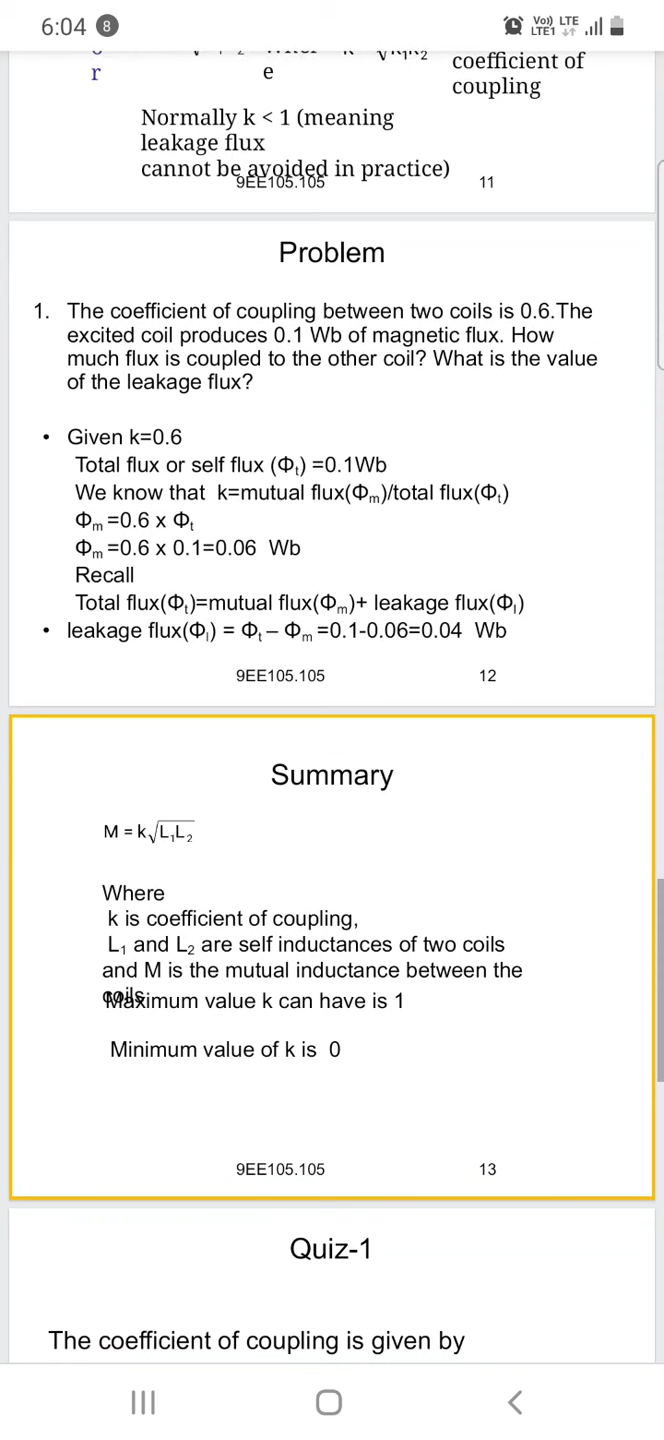 6:04 8 Vo)) LTE
LTE1
coefficient of
r e
coupling
Normally k < 1 (meaning
leakage flux
cannot be avoided in practice)
9EE105.105 11
Problem
1. The coefficient of coupling between two coils is 0.6.The
excited coil produces 0.1 Wb of magnetic flux. How
much flux is coupled to the other coil? What is the value
of the leakage flux?
• Given k=0.6
Total flux or self flux (Φt) =0.1Wb
We know that k=mutual flux(Φm)/total flux(Φt)
Φm =0.6 x Φt
Φm =0.6 x 0.1=0.06 Wb
Recall
Total flux(Φt)=mutual flux(Φm)+ leakage flux(Φl)
• leakage flux(Φl) = Φt – Φm =0.1-0.06=0.04 Wb
9EE105.105 12
Summary
M = k√L1L2
Where
k is coefficient of coupling,
L1 and L2 are self inductances of two coils
and M is the mutual inductance between the
coils
Maximum value k can have is 1
Minimum value of k is 0
9EE105.105 13
Quiz-1
The coefficient of coupling is given by